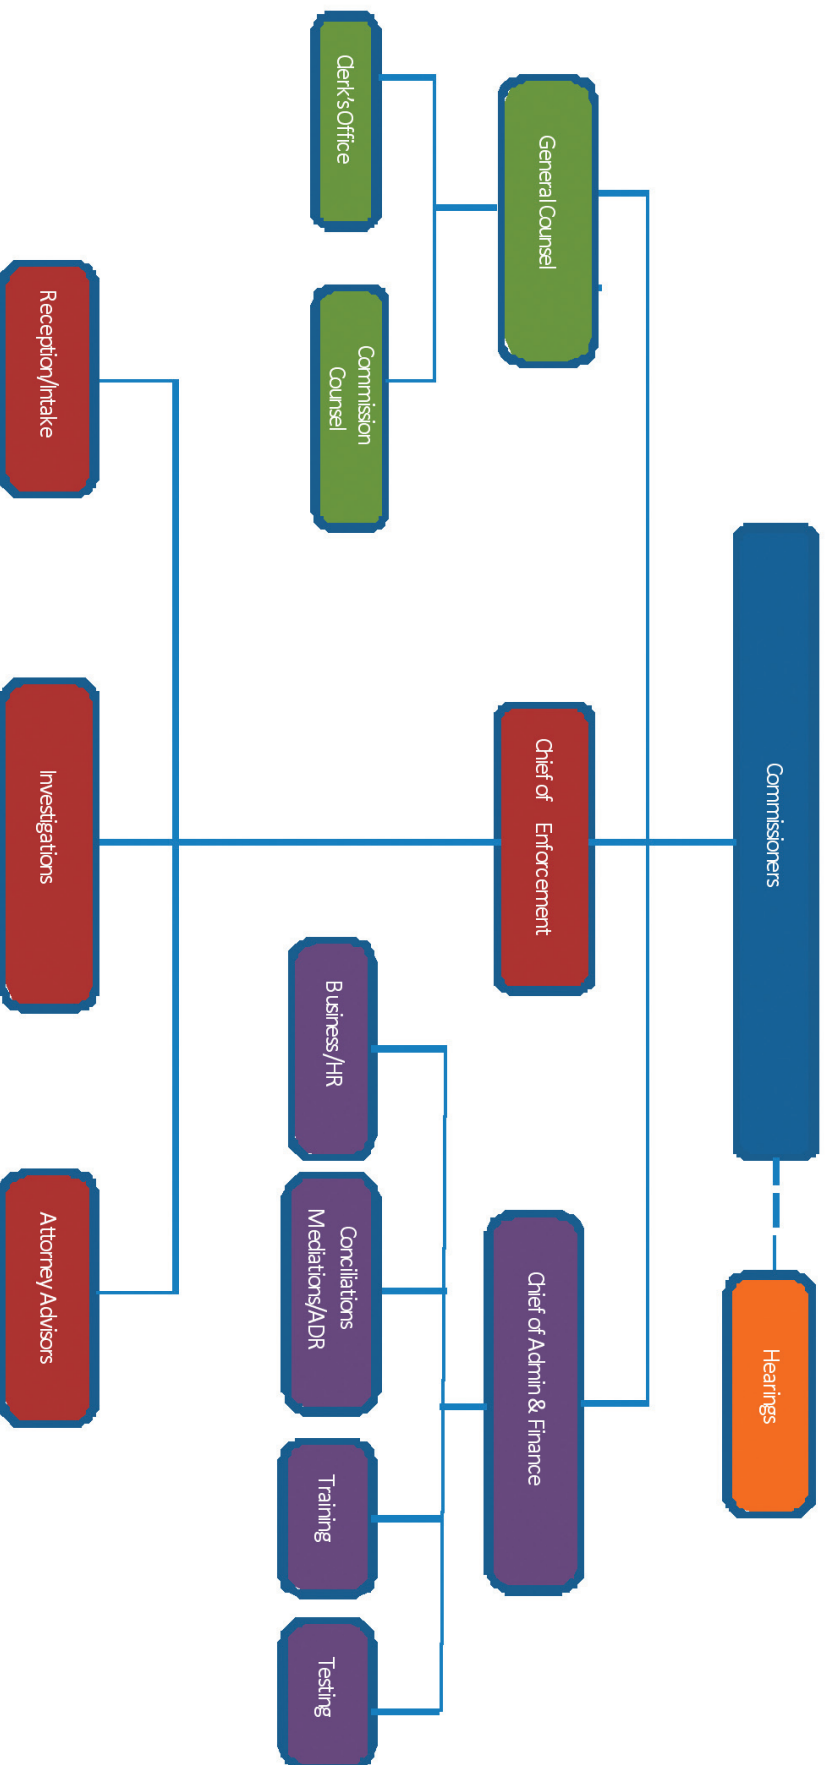 Commissioners
Hearings
General Counsel
Chief of Enforcement
Chief of Admin & Finance
Clerk's Office
Commission
Counsel
Business /HR
Conciliations
Mediations/ADR
Training
Testing
Reception/Intake
Investigations
Attorney Advisors